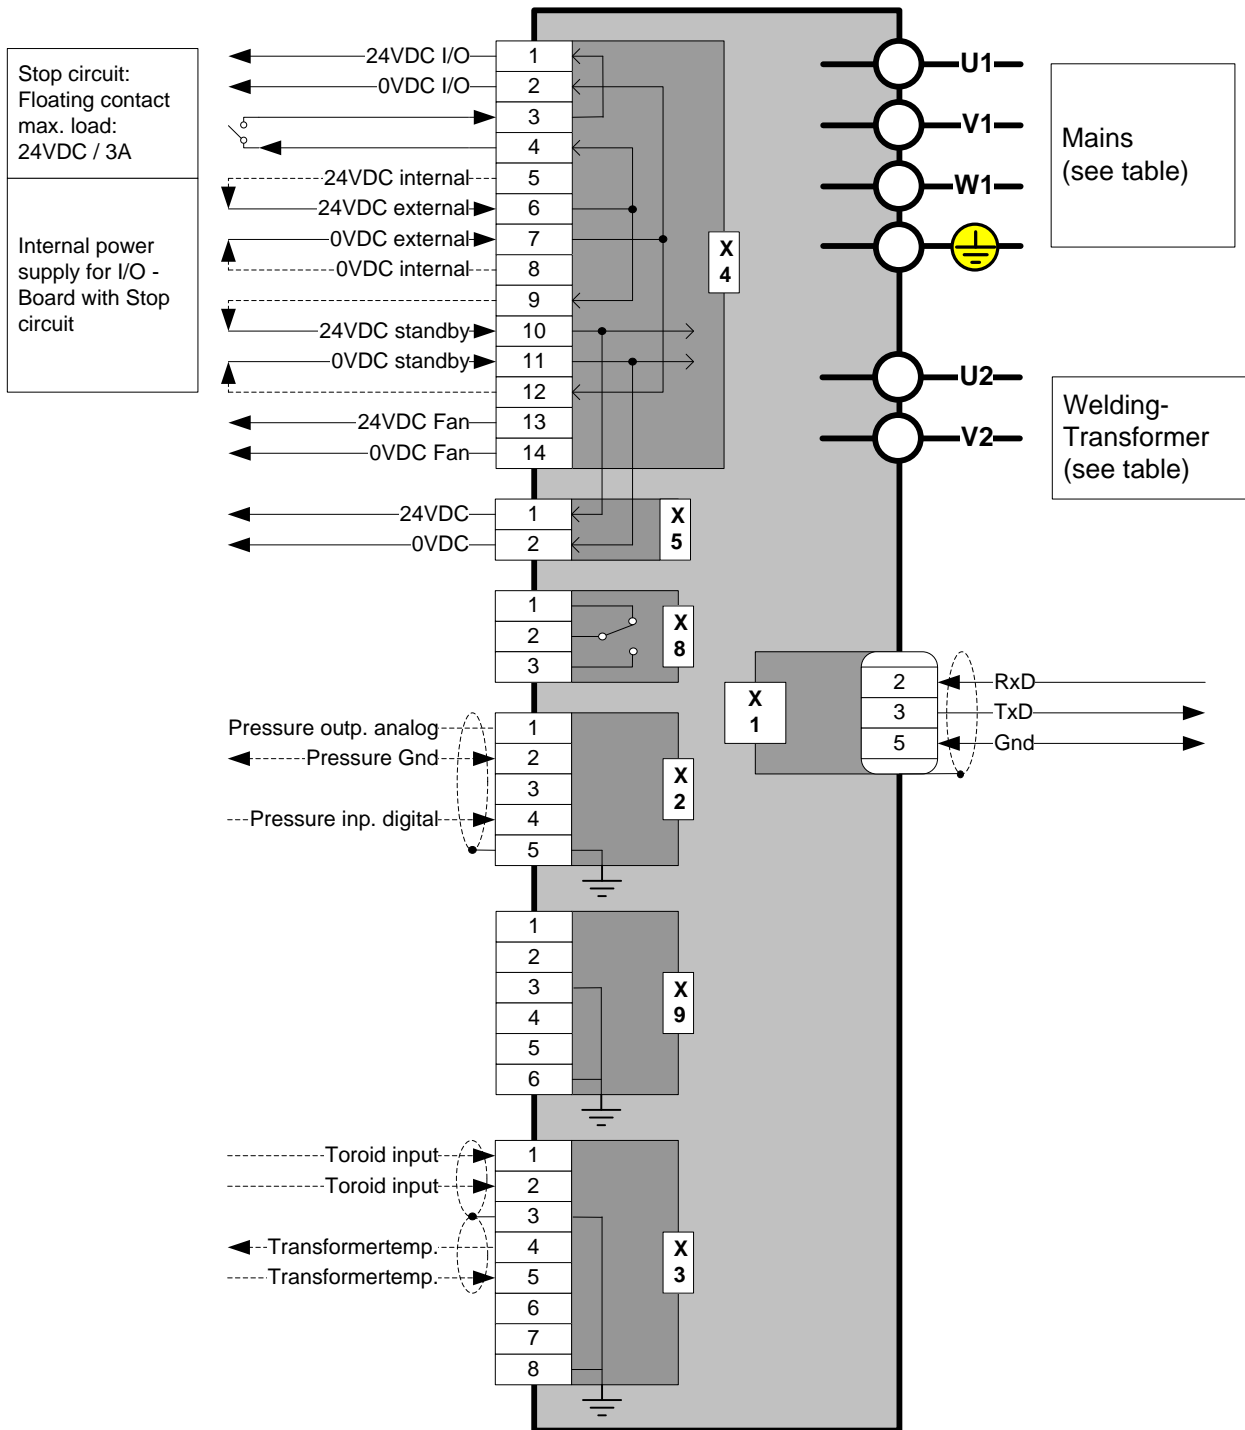 Stop circuit:
Floating contact
max. load:
24VDC / 3A
Internal power
supply for I/O -
Board with Stop
circuit
24VDC I/O 1
0VDC I/O 2
3
4
24VDC internal 5
24VDC external 6
0VDC external 7
0VDC internal 8
9
24VDC standby 10
0VDC standby 11
12
24VDC Fan 13
0VDC Fan 14
X
4
24VDC 1
0VDC 2
X
5
1
2
3
X
8
Pressure outp. analog 1
Pressure Gnd 2
3
Pressure inp. digital 4
5
X
2
1
2
3
4
5
6
X
9
Toroid input 1
Toroid input 2
3
Transformertemp. 4
Transformertemp. 5
6
7
8
X
3
U1
V1
W1
Mains
(see table)
U2
V2
Welding-
Transformer
(see table)
X
1
2 RxD
3 TxD
5 Gnd